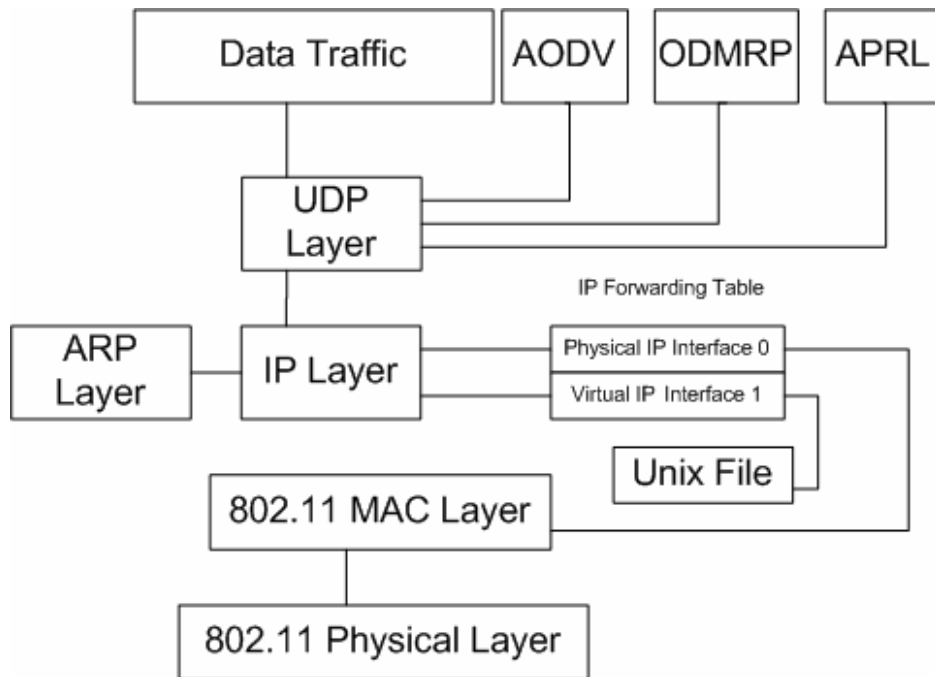 Data Traffic
AODV
ODMRP
APRL
UDP
Layer
IP Forwarding Table
ARP
Layer
IP Layer
Physical IP Interface 0
Virtual IP Interface 1
Unix File
802.11 MAC Layer
802.11 Physical Layer